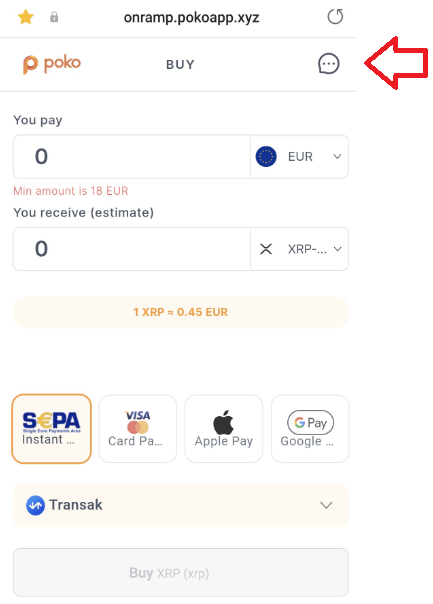 onramp.pokoapp.xyz
poko
BUY
You pay
0
EUR
Min amount is 18 EUR
You receive (estimate)
0
XRP-...
1 XRP ≈ 0.45 EUR
S€PA
Single Euro Payments Area
Instant ...
VISA
Card Pa...
Apple Pay
G Pay
Google ...
Transak
Buy XRP (xrp)